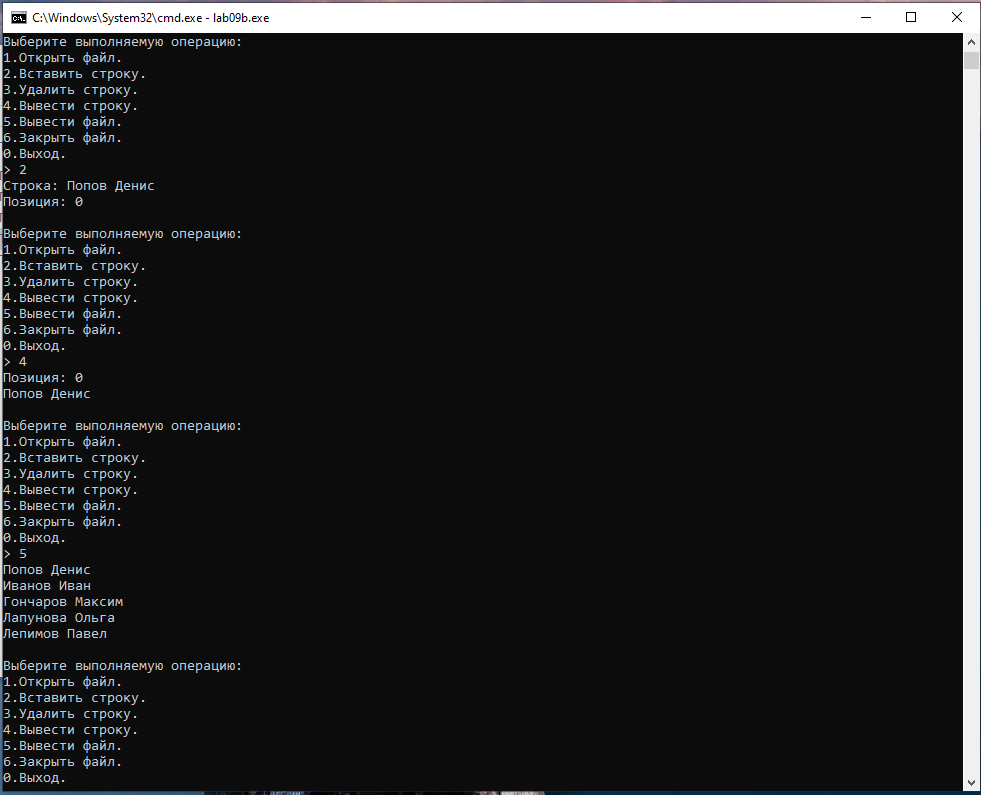 C:\Windows\System32\cmd.exe - lab09b.exe
Выберите выполняемую операцию:
1.Открыть файл.
2.Вставить строку.
3.Удалить строку.
4.Вывести строку.
5.Вывести файл.
6.Закрыть файл.
0.Выход.
> 2
Строка: Попов Денис
Позиция: 0
Выберите выполняемую операцию:
1.Открыть файл.
2.Вставить строку.
3.Удалить строку.
4.Вывести строку.
5.Вывести файл.
6.Закрыть файл.
0.Выход.
> 4
Позиция: 0
Попов Денис
Выберите выполняемую операцию:
1.Открыть файл.
2.Вставить строку.
3.Удалить строку.
4.Вывести строку.
5.Вывести файл.
6.Закрыть файл.
0.Выход.
> 5
Попов Денис
Иванов Иван
Гончаров Максим
Лапунова Ольга
Лепимов Павел
Выберите выполняемую операцию:
1.Открыть файл.
2.Вставить строку.
3.Удалить строку.
4.Вывести строку.
5.Вывести файл.
6.Закрыть файл.
0.Выход.